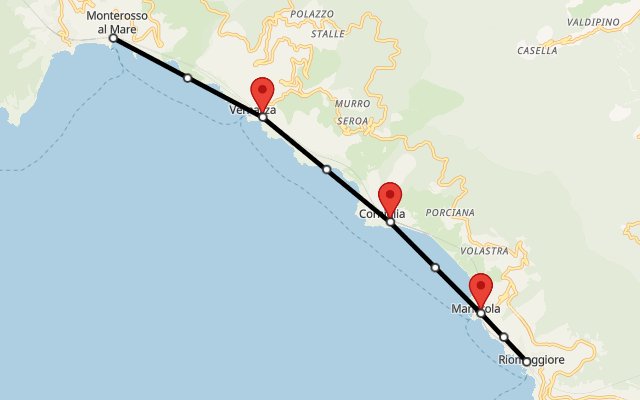 POLAZZO
Monterosso
al Mare
VALDIPINO
STALLE
CASELLA
MURRO
SEROA
PORCIANA
VOLASTRA
Riomaggiore